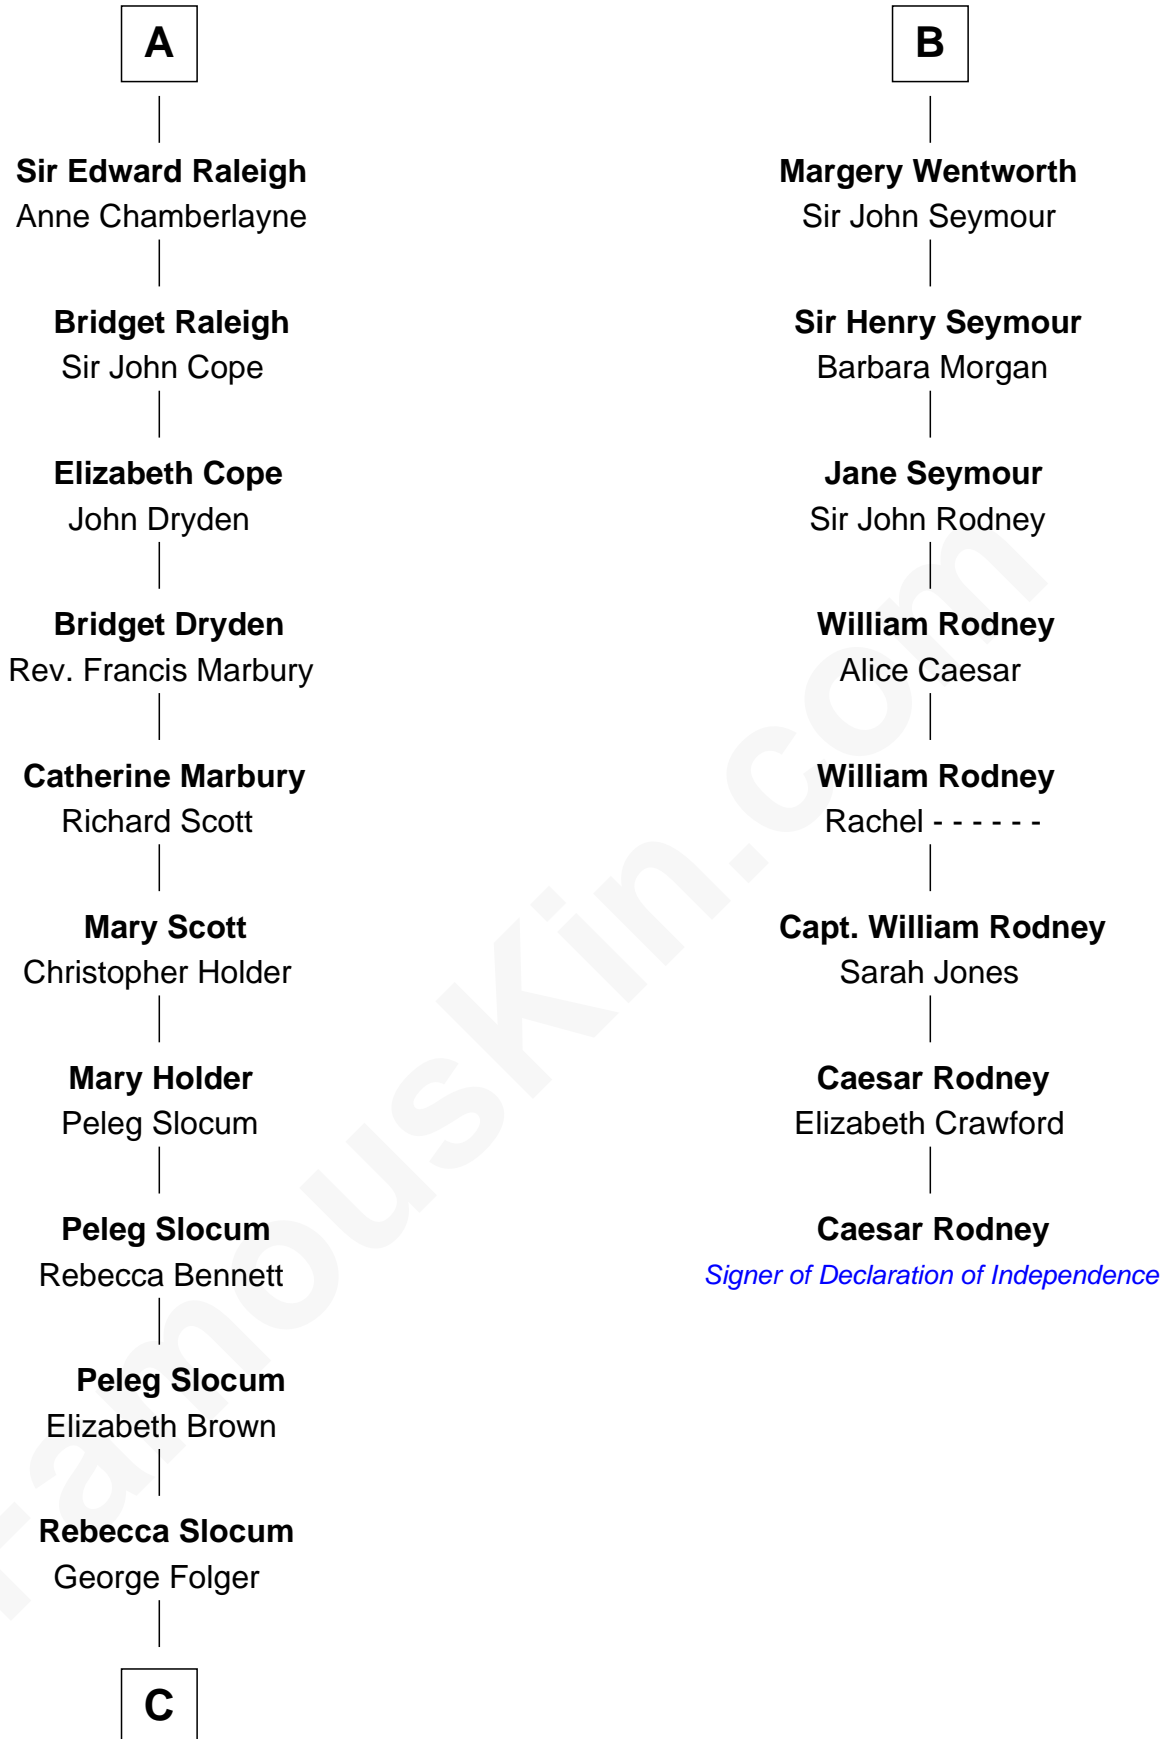 A
Sir Edward Raleigh
Anne Chamberlayne
Bridget Raleigh
Sir John Cope
Elizabeth Cope
John Dryden
Bridget Dryden
Rev. Francis Marbury
Catherine Marbury
Richard Scott
Mary Scott
Christopher Holder
Mary Holder
Peleg Slocum
Peleg Slocum
Rebecca Bennett
Peleg Slocum
Elizabeth Brown
Rebecca Slocum
George Folger
C
B
Margery Wentworth
Sir John Seymour
Sir Henry Seymour
Barbara Morgan
Jane Seymour
Sir John Rodney
William Rodney
Alice Caesar
William Rodney
Rachel - - - - - -
Capt. William Rodney
Sarah Jones
Caesar Rodney
Elizabeth Crawford
Caesar Rodney
Signer of Declaration of Independence
FamousKin.com